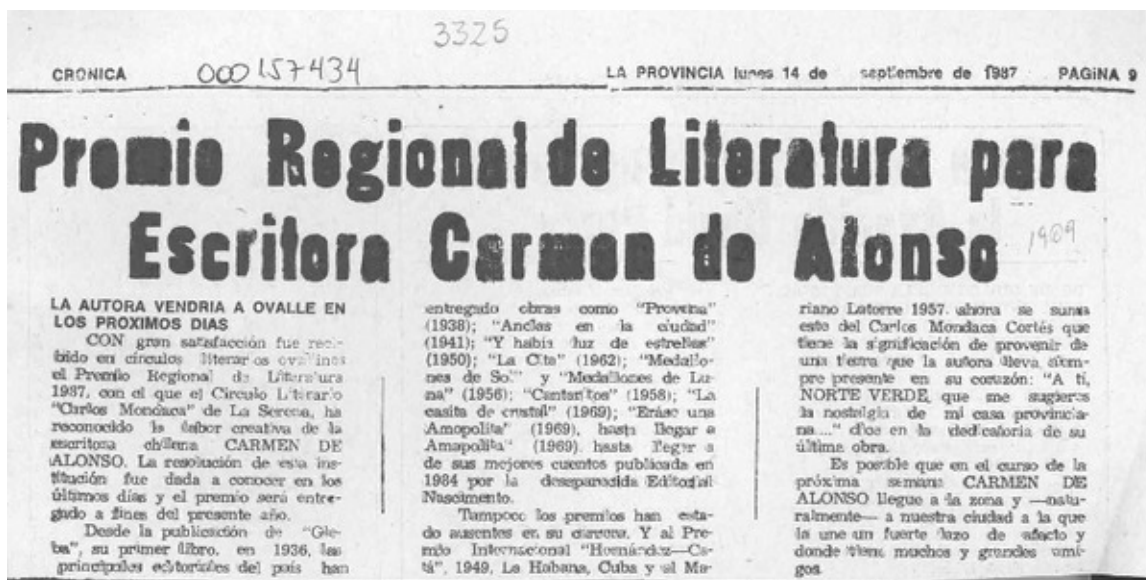 3325
CRONICA
000157434
LA PROVINCIA lunes 14 de septiembre de 1987 PAGINA 9
Premio Regional de Literatura para
Escritora Carmen de Alonso
1909
LA AUTORA VENDRIA A OVALLE EN
LOS PROXIMOS DIAS
CON gran satisfacción fue reci-
bido en círculos literarios ovallinos
el Premio Regional de Literatura
1987, con el que el Círculo Literario
"Carlos Mondaca" de La Serena, ha
reconocido la labor creativa de la
escritora chilena CARMEN DE
ALONSO. La resolución de esta ins-
titución fue dada a conocer en los
últimos días y el premio será entre-
gado a fines del presente año.
Desde la publicación de "Gle-
ba", su primer libro, en 1936, las
principales editoriales del país han
entregado obras como "Provena"
(1938); "Anclas en la ciudad"
(1941); "Y había luz de estrellas"
(1950); "La Cita" (1962); "Medallo-
nes de Sol" y "Medallones de Lu-
na" (1956); "Cantaritos" (1958); "La
casita de cristal" (1969); "Eráse una
Amopolita" (1969), hasta llegar a
Amapolita" (1969). hasta llegar a
de sus mejores cuentos publicada en
1984 por la desaparecida Editorial
Nascimento.
Tampoco los premios han esta-
do ausentes en su carrera. Y al Pre-
mio Internacional "Hernández—Ca-
tá", 1949, La Habana, Cuba y al Ma-
riano Latorre 1957. ahora se suma
este del Carlos Mondaca Cortés que
tiene la significación de provenir de
una tierra que la autora lleva siem-
pre presente en su corazón: "A ti,
NORTE VERDE, que me sugieres
la nostalgia de mi casa provincia-
na...." dice en la dedicatoria de su
última obra.
Es posible que en el curso de la
próxima semana CARMEN DE
ALONSO llegue a la zona y —natu-
ralmente— a nuestra ciudad a la que
la une un fuerte lazo de afecto y
donde tiene muchos y grandes ami-
gos.